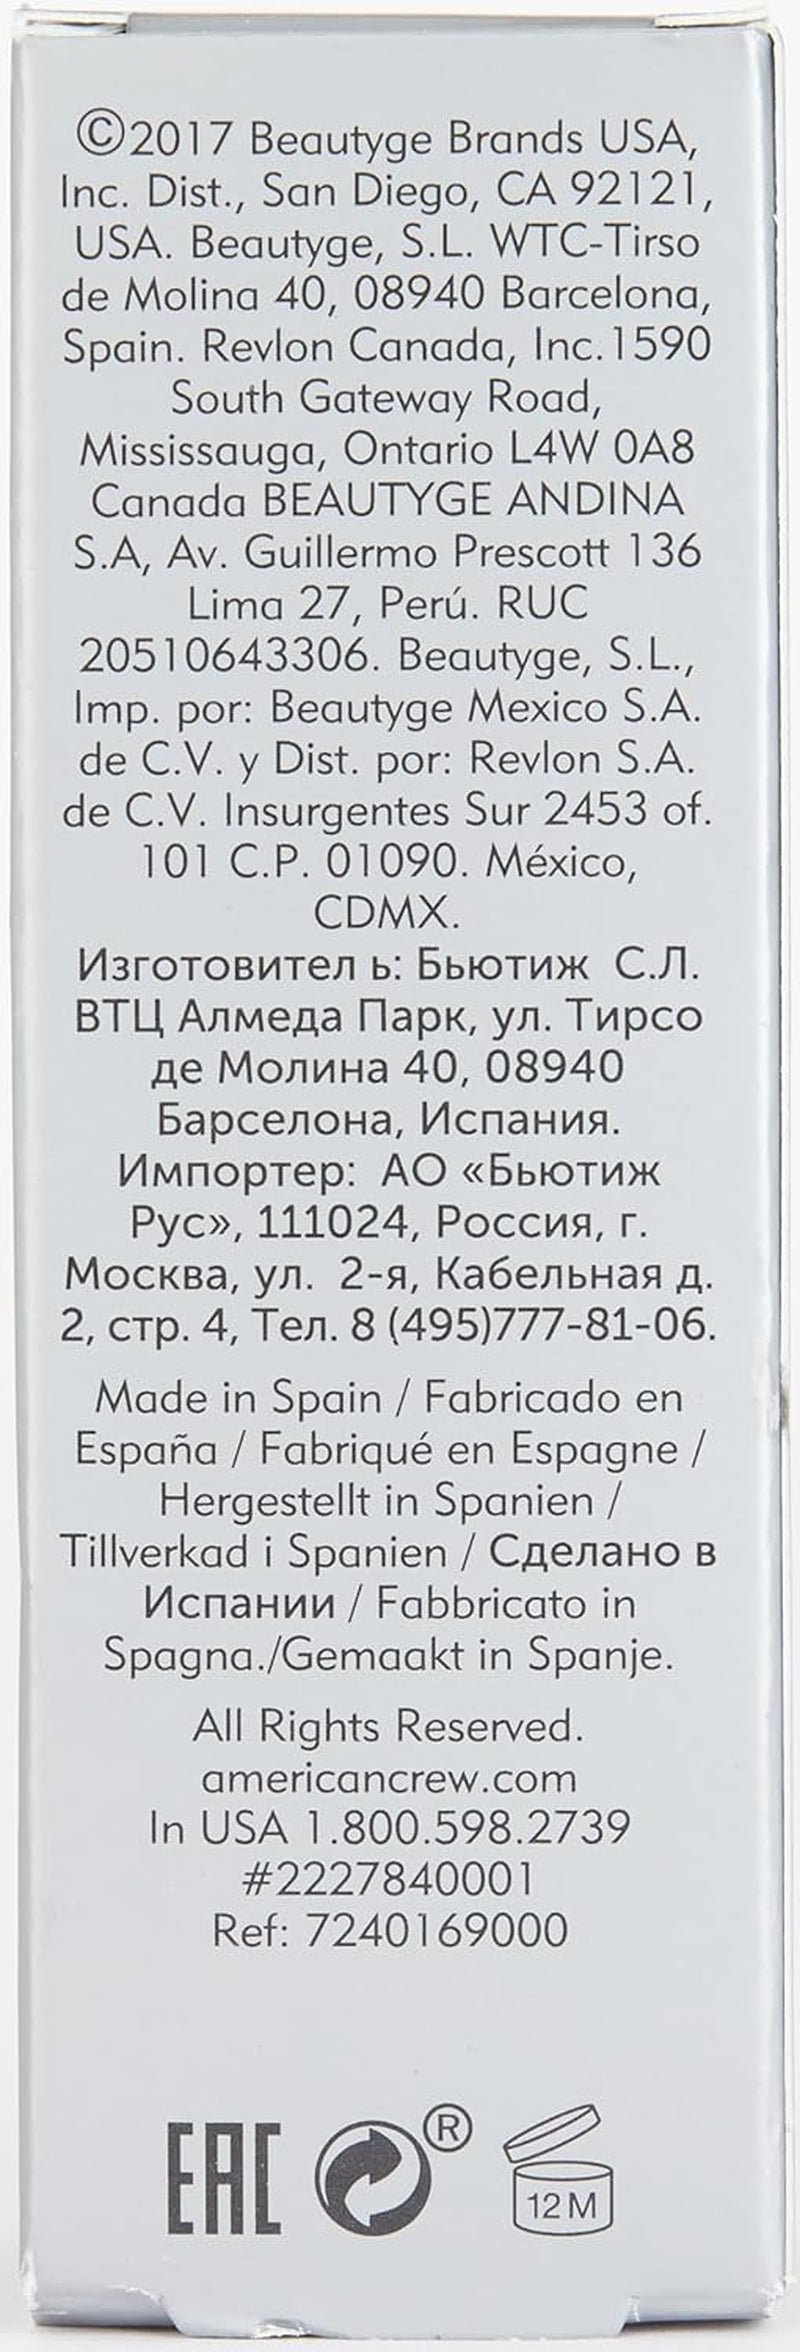 ©2017 Beautyge Brands USA,
Inc. Dist., San Diego, CA 92121,
USA. Beautyge, S.L. WTC-Tirso
de Molina 40, 08940 Barcelona,
Spain. Revlon Canada, Inc.1590
South Gateway Road,
Mississauga, Ontario L4W 0A8
Canada BEAUTYGE ANDINA
S.A, Av. Guillermo Prescott 136
Lima 27, Perú. RUC
20510643306. Beautyge, S.L.,
Imp. por: Beautyge Mexico S.A.
de C.V. y Dist. por: Revlon S.A.
de C.V. Insurgentes Sur 2453 of.
101 C.P. 01090. México,
CDMX.
Изготовител ь: Бьютиж С.Л.
ВТЦ Алмеда Парк, ул. Тирсо
де Молина 40, 08940
Барселона, Испания.
Импортер: АО «Бьютиж
Рус», 111024, Россия, г.
Москва, ул. 2-я, Кабельная д.
2, стр. 4, Тел. 8 (495)777-81-06.
Made in Spain / Fabricado en
España / Fabriqué en Espagne /
Hergestellt in Spanien /
Tillverkad i Spanien / Сделано в
Испании / Fabbricato in
Spagna./Gemaakt in Spanje.
All Rights Reserved.
americancrew.com
In USA 1.800.598.2739
#2227840001
Ref: 7240169000
EAC ® 12 M